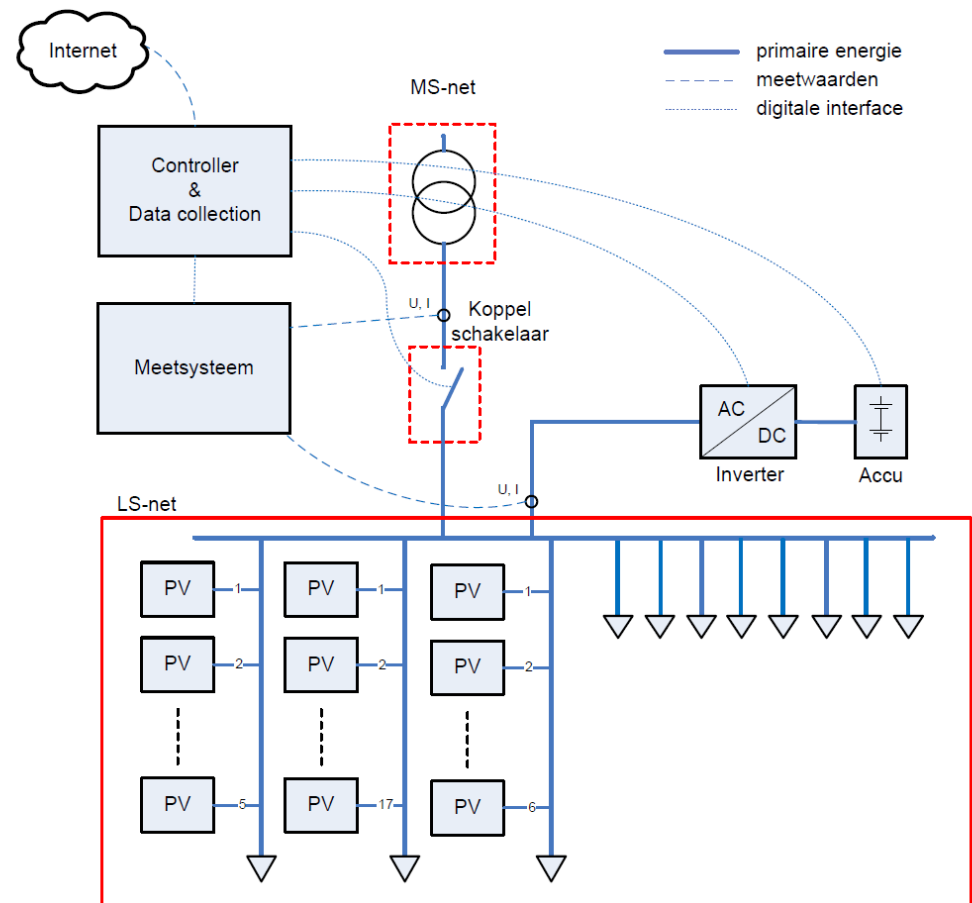 Internet
primaire energie
meetwaarden
digitale interface
MS-net
Controller
&
Data collection
U, I
Koppel
schakelaar
Meetsysteem
AC
DC
Inverter
Accu
U, I
LS-net
PV
1
PV
1
PV
1
PV
2
PV
2
PV
2
PV
5
PV
17
PV
6